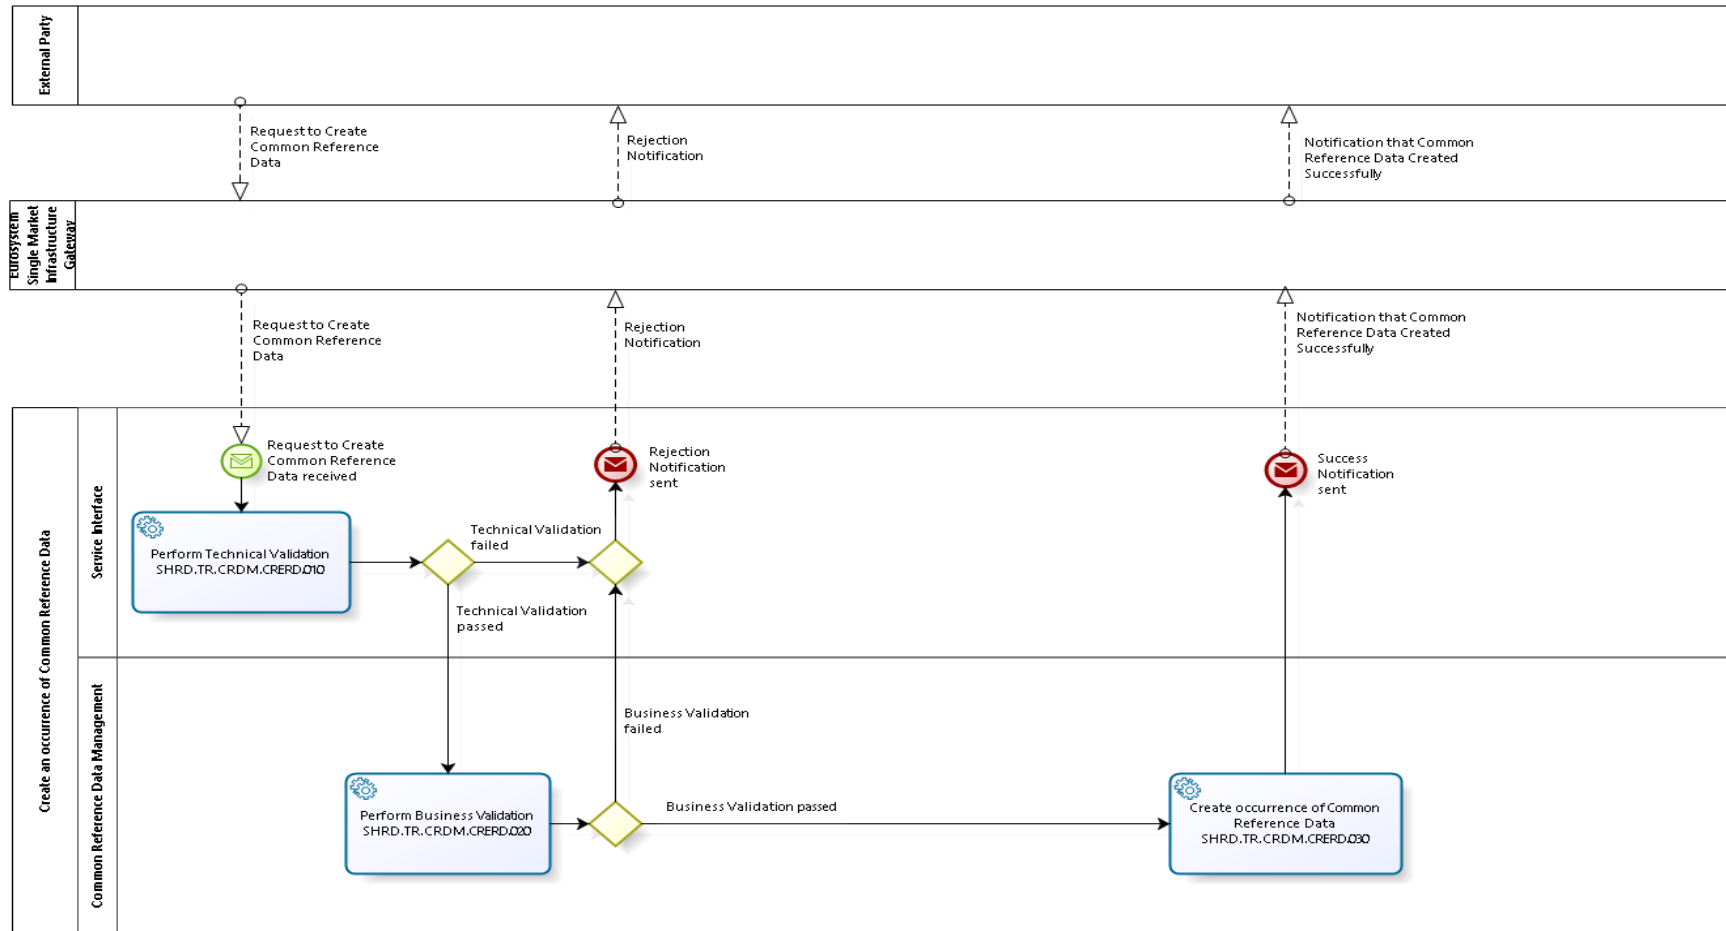 External Party
Request to Create
Common Reference
Data
Rejection
Notification
Notification that Common
Reference Data Created
Successfully
Eurosystem
Single Market
Infrastructure
Gateway
Request to Create
Common Reference
Data
Rejection
Notification
Notification that Common
Reference Data Created
Successfully
Create an occurrence of Common Reference Data
Service Interface
Request to Create
Common Reference
Data received
Rejection
Notification
sent
Success
Notification
sent
Perform Technical Validation
SHRD.TR.CRDM.CRERD.010
Technical Validation
failed
Technical Validation
passed
Common Reference Data Management
Business Validation
failed
Perform Business Validation
SHRD.TR.CRDM.CRERD.020
Business Validation passed
Create occurrence of Common
Reference Data
SHRD.TR.CRDM.CRERD.030